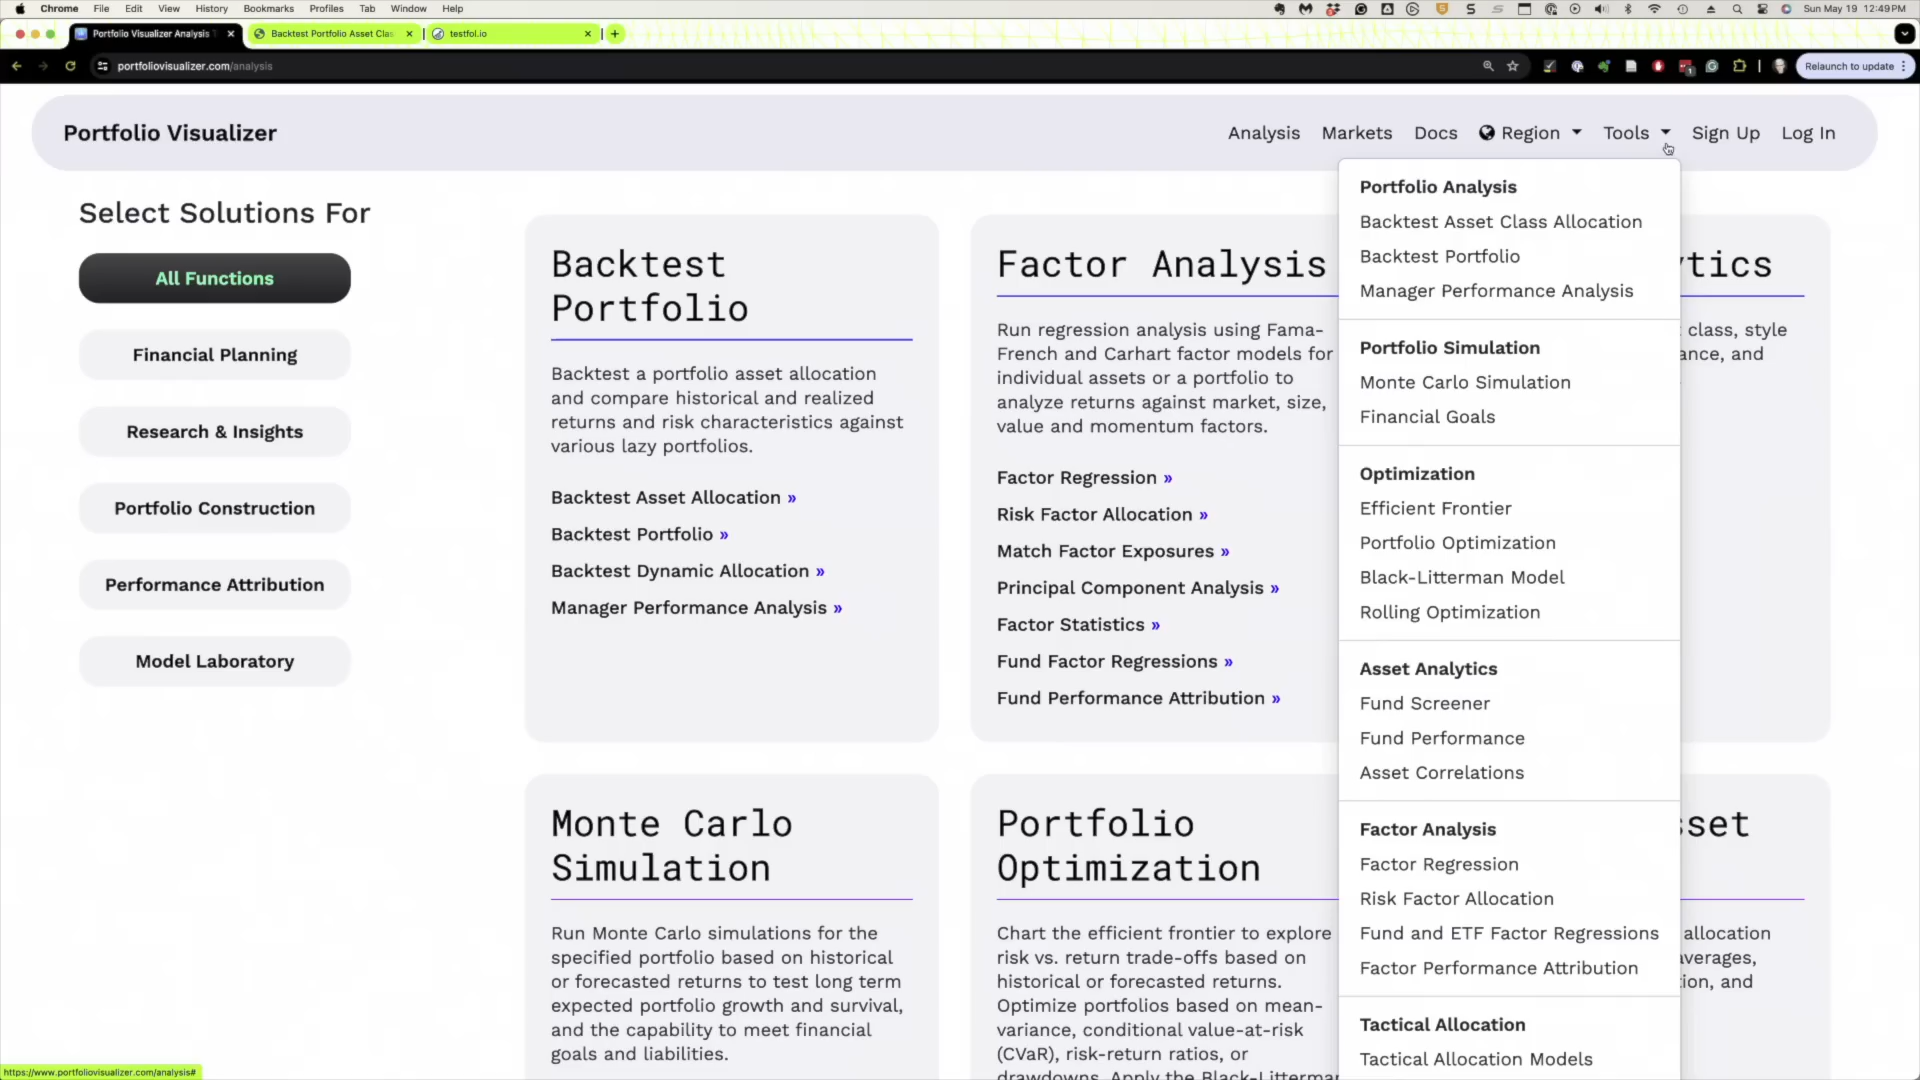 Chrome File Edit View History Bookmarks Profiles Tab Window Help
Sun May 19 12:49 PM
Portfolio Visualizer Analysis
Backtest Portfolio Asset Clas
testfol.io
portfoliovisualizer.com/analysis
Relaunch to update
Portfolio Visualizer
Analysis Markets Docs Region Tools Sign Up Log In
Select Solutions For
All Functions
Financial Planning
Research & Insights
Portfolio Construction
Performance Attribution
Model Laboratory
Backtest
Portfolio
Backtest a portfolio asset allocation
and compare historical and realized
returns and risk characteristics against
various lazy portfolios.
Backtest Asset Allocation »
Backtest Portfolio »
Backtest Dynamic Allocation »
Manager Performance Analysis »
Factor Analysis
Run regression analysis using Fama-
French and Carhart factor models for
individual assets or a portfolio to
analyze returns against market, size,
value and momentum factors.
Factor Regression »
Risk Factor Allocation »
Match Factor Exposures »
Principal Component Analysis »
Factor Statistics »
Fund Factor Regressions »
Fund Performance Attribution »
ytics
class, style
ance, and
Portfolio Analysis
Backtest Asset Class Allocation
Backtest Portfolio
Manager Performance Analysis
Portfolio Simulation
Monte Carlo Simulation
Financial Goals
Optimization
Efficient Frontier
Portfolio Optimization
Black-Litterman Model
Rolling Optimization
Asset Analytics
Fund Screener
Fund Performance
Asset Correlations
Factor Analysis
Factor Regression
Risk Factor Allocation
Fund and ETF Factor Regressions
Factor Performance Attribution
Tactical Allocation
Tactical Allocation Models
Monte Carlo
Simulation
Run Monte Carlo simulations for the
specified portfolio based on historical
or forecasted returns to test long term
expected portfolio growth and survival,
and the capability to meet financial
goals and liabilities.
Portfolio
Optimization
Chart the efficient frontier to explore
risk vs. return trade-offs based on
historical or forecasted returns.
Optimize portfolios based on mean-
variance, conditional value-at-risk
(CVaR), risk-return ratios, or
drawdowns. Apply the Black-Litterman
sset
allocation
averages,
ion, and
https://www.portfoliovisualizer.com/analysis#